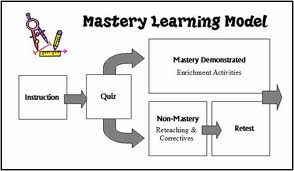 Mastery Learning Model
Instruction
Quiz
Mastery Demonstrated
Enrichment Activities
Non-Mastery
Reteaching &
Correctives
Retest